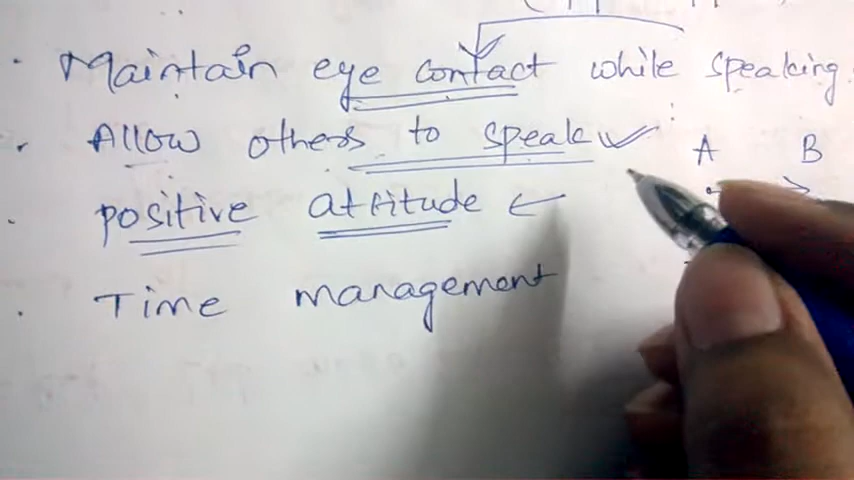 • Maintain eye contact while speaking.
• Allow others to speak A B
• positive attitude
• Time management